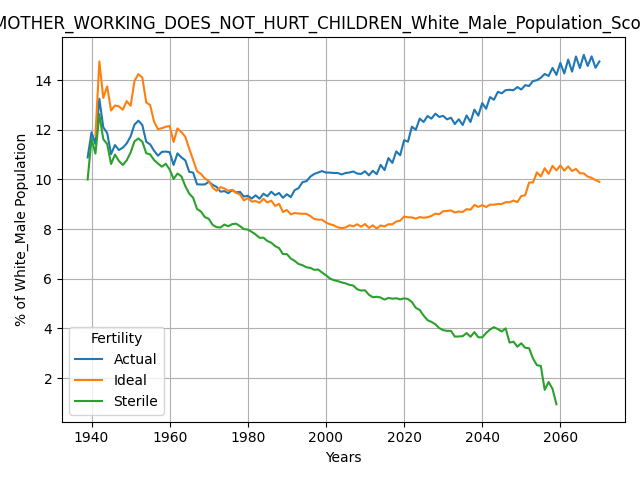 MOTHER_WORKING_DOES_NOT_HURT_CHILDREN_White_Male_Population_Sco
% of White_Male Population
14
12
10
8
6
4
2
Fertility
Actual
Ideal
Sterile
1940 1960 1980 2000 2020 2040 2060
Years